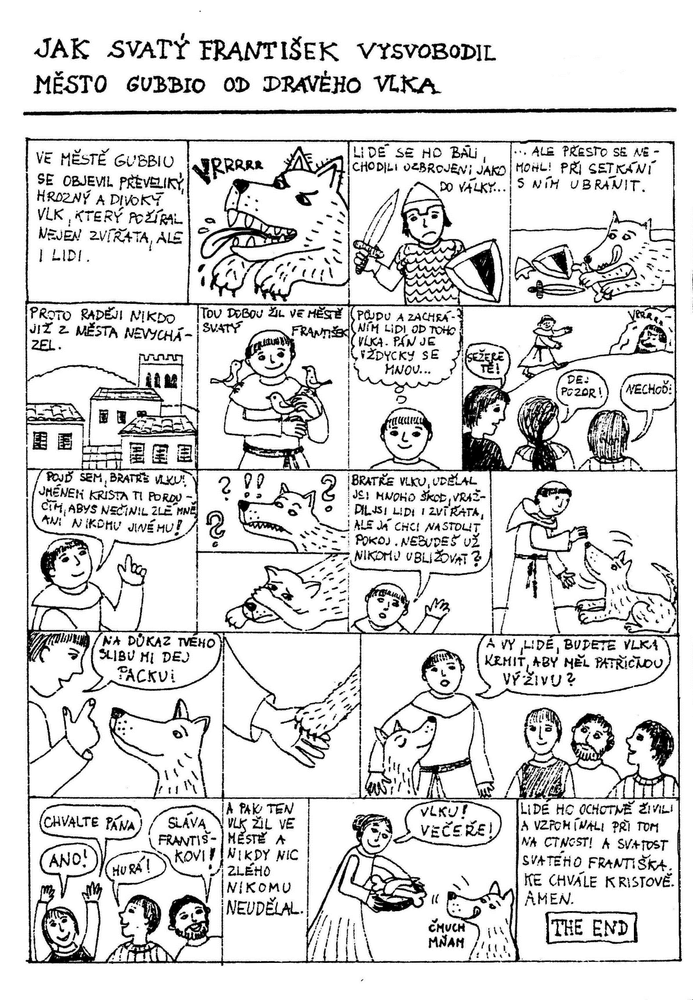 JAK SVATÝ FRANTIŠEK VYSVOBODIL
MĚSTO GUBBIO OD DRAVÉHO VLKA
VE MĚSTĚ GUBBIU
SE OBJEVIL PŘEVELIKÝ,
HROZNÝ A DIVOKÝ
VLK, KTERÝ POŽÍRAL
NEJEN ZVÍŘATA, ALE
I LIDI.
VRRRRR
LIDÉ SE HO BÁLI,
CHODILI OZBROJENI JAKO
DO VÁLKY...
... ALE PŘESTO SE NE-
MOHLI PŘI SETKÁNÍ
S NÍM UBRÁNIT.
PROTO RADĚJI NIKDO
JIŽ Z MĚSTA NEVYCHÁ-
ZEL.
TOU DOBOU ŽIL VE MĚSTĚ
SVATÝ FRANTIŠEK
PŮJDU A ZACHRÁ-
NÍM LIDI OD TOHO
VLKA. PÁN JE
VŽDYCKY SE
MNOU...
VRRRR
SEŽERE
TĚ!
DEJ
POZOR!
NECHOĎ!
POJĎ SEM, BRATŘE VLKU!
JMÉNEM KRISTA TI PORou-
ČÍM, ABYS NEČINIL ZLÉ MNĚ
ANI NIKOMU JINÉMU!
? !! ?
?
BRATŘE VLKU, UDĚLAL
JSI MNOHO ŠKOD, VRAŽ-
DIL JSI LIDI I ZVÍŘATA,
ALE JÁ CHCI NASTOLIT
POKOJ. NEBUDEŠ UŽ
NIKOMU UBLIŽOVAT?
NA DŮKAZ TVÉHO
SLIBU MI DEJ
PACKU!
A VY, LIDÉ, BUDETE VLKA
KRMIT, ABY MĚL PATŘIČNOU
VÝŽIVU?
CHVALTE PÁNA
ANO!
HURÁ!
SLÁVA
FRANTIŠ-
KOVI!
A PAK TEN
VLK ŽIL VE
MĚSTĚ A
NIKDY NIC
ZLÉHO
NIKOMU
NEUDĚLAL.
VLKU!
VEČEŘE!
ČMUCH
MŇAM
LIDÉ HO OCHOTNĚ ŽIVILI
A VZPOMÍNALI PŘI TOM
NA CTNOSTI A SVATOST
SVATÉHO FRANTIŠKA.
KE CHVÁLE KRISTOVĚ.
AMEN.
THE END